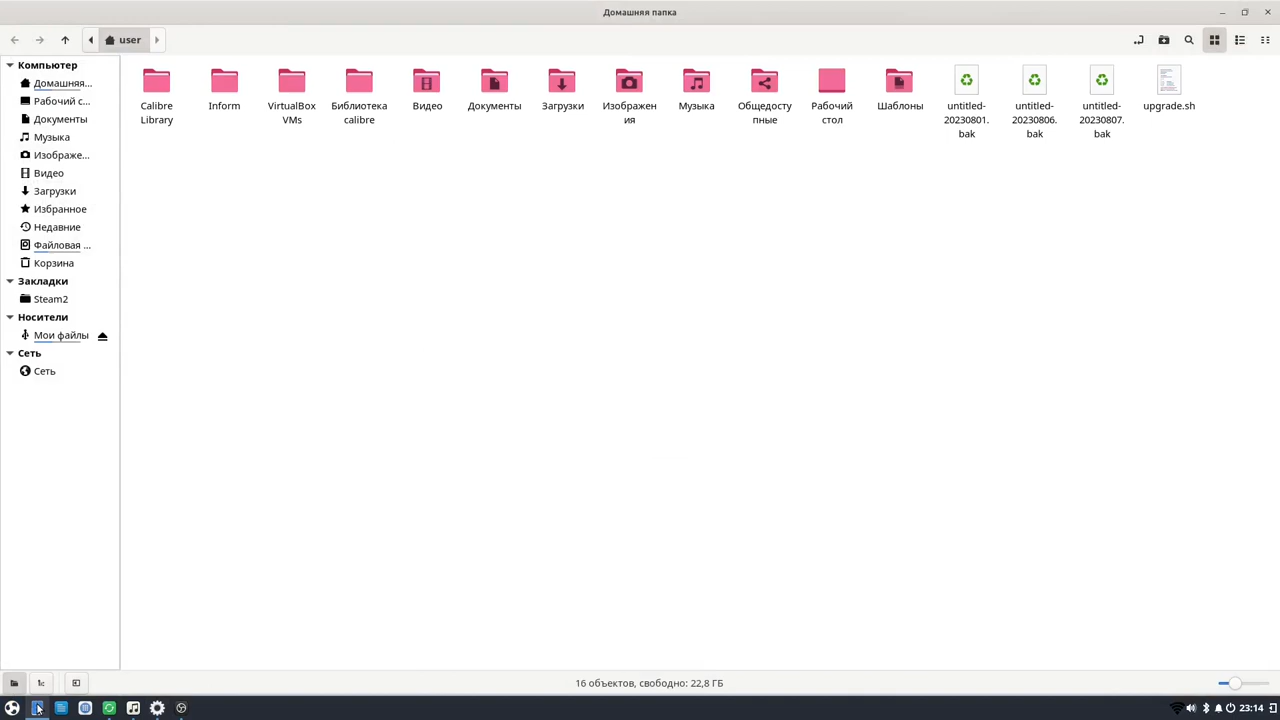 Домашняя папка
user
Компьютер
Домашняя...
Рабочий с...
Документы
Музыка
Изображе...
Видео
Загрузки
Избранное
Недавние
Файловая ...
Корзина
Закладки
Steam2
Носители
Мои файлы
Сеть
Сеть
Calibre
Library
Inform
VirtualBox
VMs
Библиотека
calibre
Видео
Документы
Загрузки
Изображен
ия
Музыка
Общедосту
пные
Рабочий
стол
Шаблоны
untitled-
20230801.
bak
untitled-
20230806.
bak
untitled-
20230807.
bak
upgrade.sh
16 объектов, свободно: 22,8 ГБ
23:14